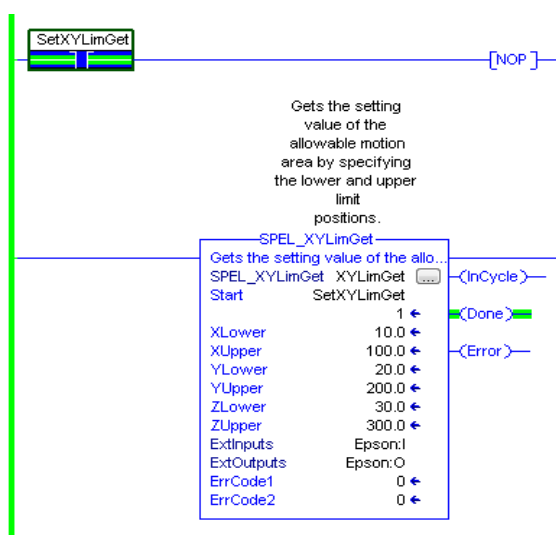 SetXYLimGet
NOP
Gets the setting
value of the
allowable motion
area by specifying
the lower and upper
limit
positions.
SPEL_XYLimGet
Gets the setting value of the allo...
SPEL_XYLimGet XYLimGet ...
InCycle
Start SetXYLimGet
1
Done
XLower 10.0
XUpper 100.0
Error
YLower 20.0
YUpper 200.0
ZLower 30.0
ZUpper 300.0
ExtInputs Epson:I
ExtOutputs Epson:O
ErrCode1 0
ErrCode2 0